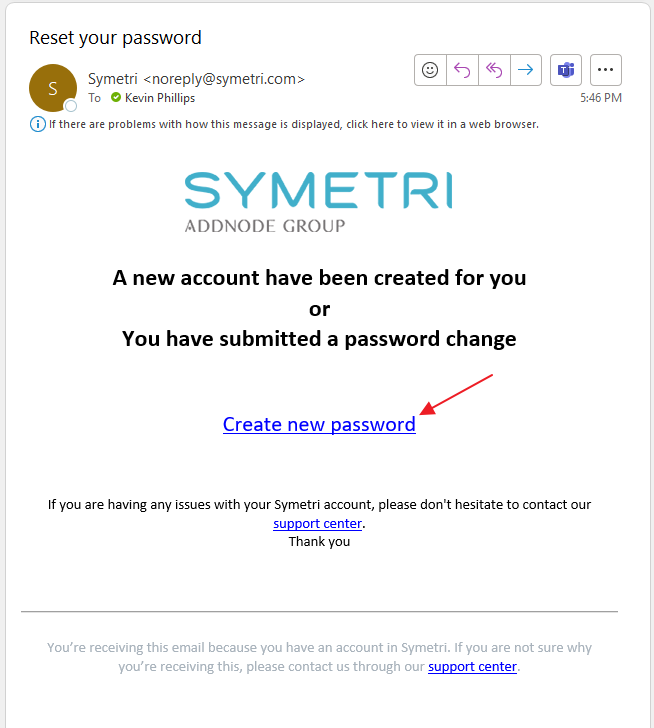 Reset your password
S
Symetri <noreply@symetri.com>
To Kevin Phillips
5:46 PM
If there are problems with how this message is displayed, click here to view it in a web browser.
SYMETRI
ADDNODE GROUP
A new account have been created for you
or
You have submitted a password change
Create new password
If you are having any issues with your Symetri account, please don't hesitate to contact our
support center.
Thank you
You’re receiving this email because you have an account in Symetri. If you are not sure why
you’re receiving this, please contact us through our support center.